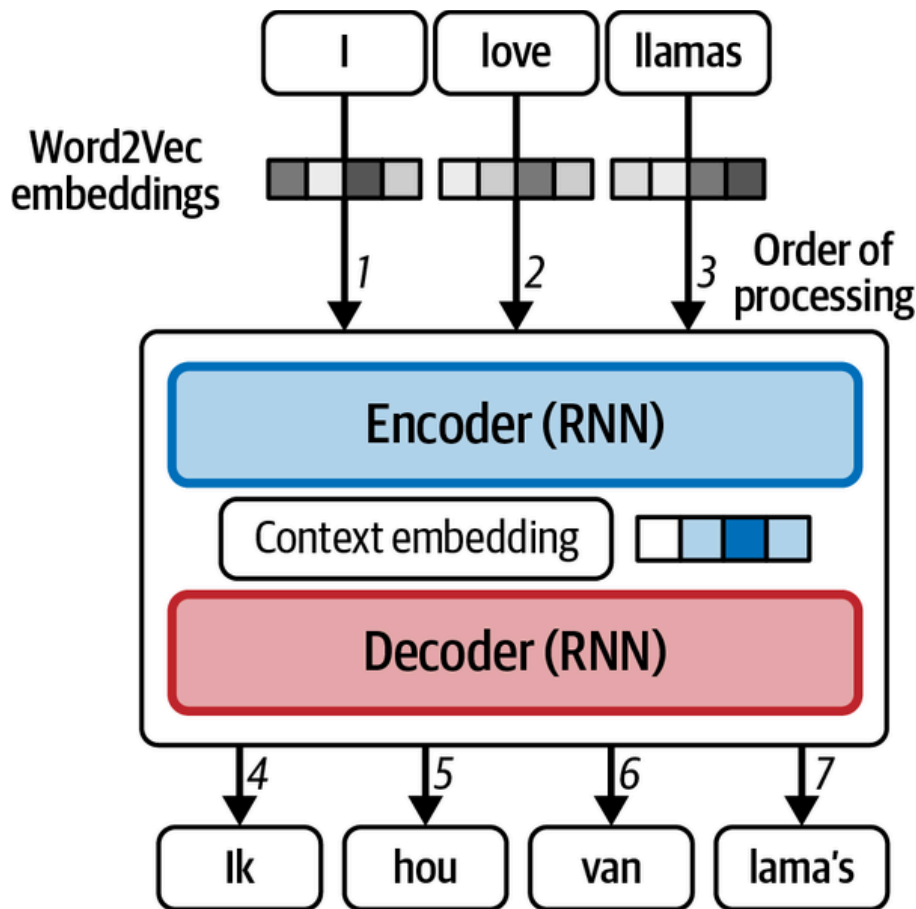 I love llamas
Word2Vec
embeddings
1 2 3
Order of
processing
Encoder (RNN)
Context embedding
Decoder (RNN)
4 5 6 7
Ik hou van lama's